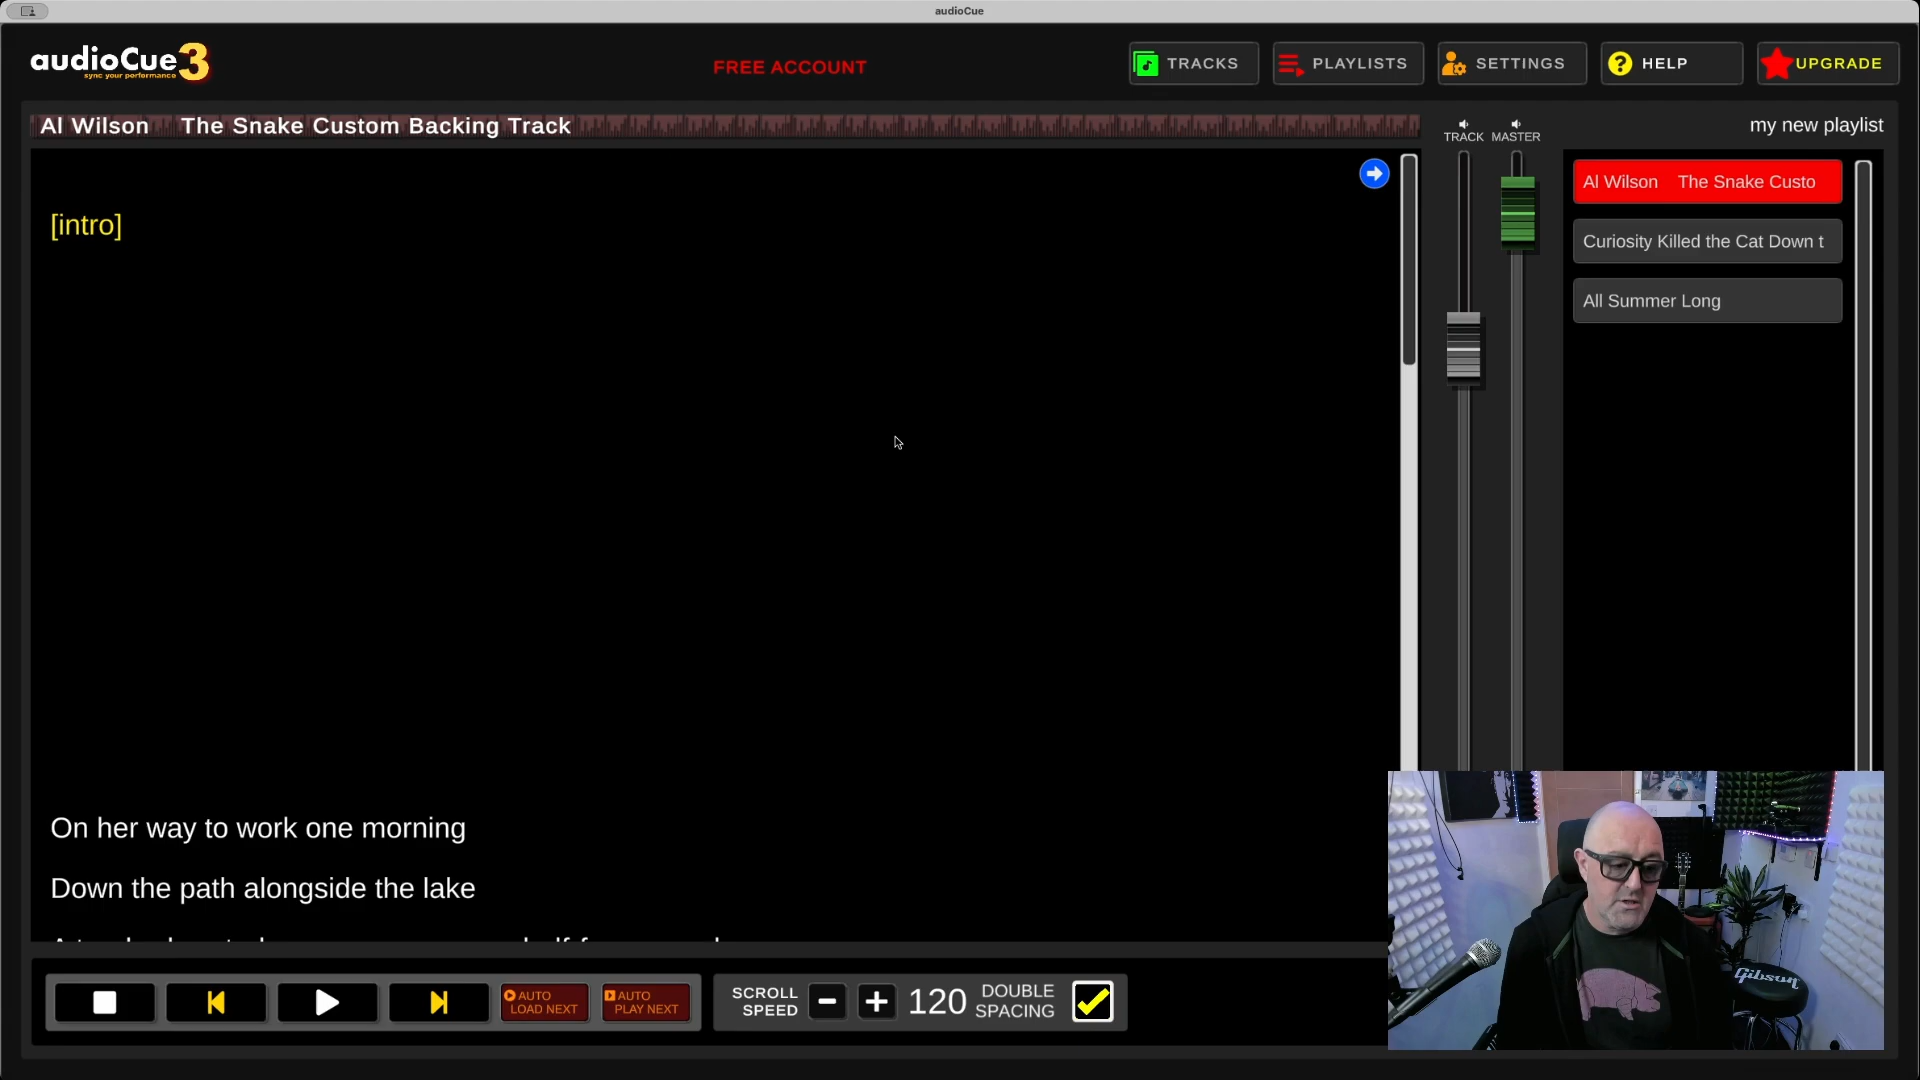 audioCue
audioCue3
sync your performance
FREE ACCOUNT
TRACKS
PLAYLISTS
SETTINGS
? HELP
UPGRADE
Al Wilson The Snake Custom Backing Track
TRACK MASTER
my new playlist
[intro]
Al Wilson The Snake Custo
Curiosity Killed the Cat Down t
All Summer Long
On her way to work one morning
Down the path alongside the lake
AUTO
LOAD NEXT
AUTO
PLAY NEXT
SCROLL
SPEED
120
DOUBLE
SPACING
Gibson